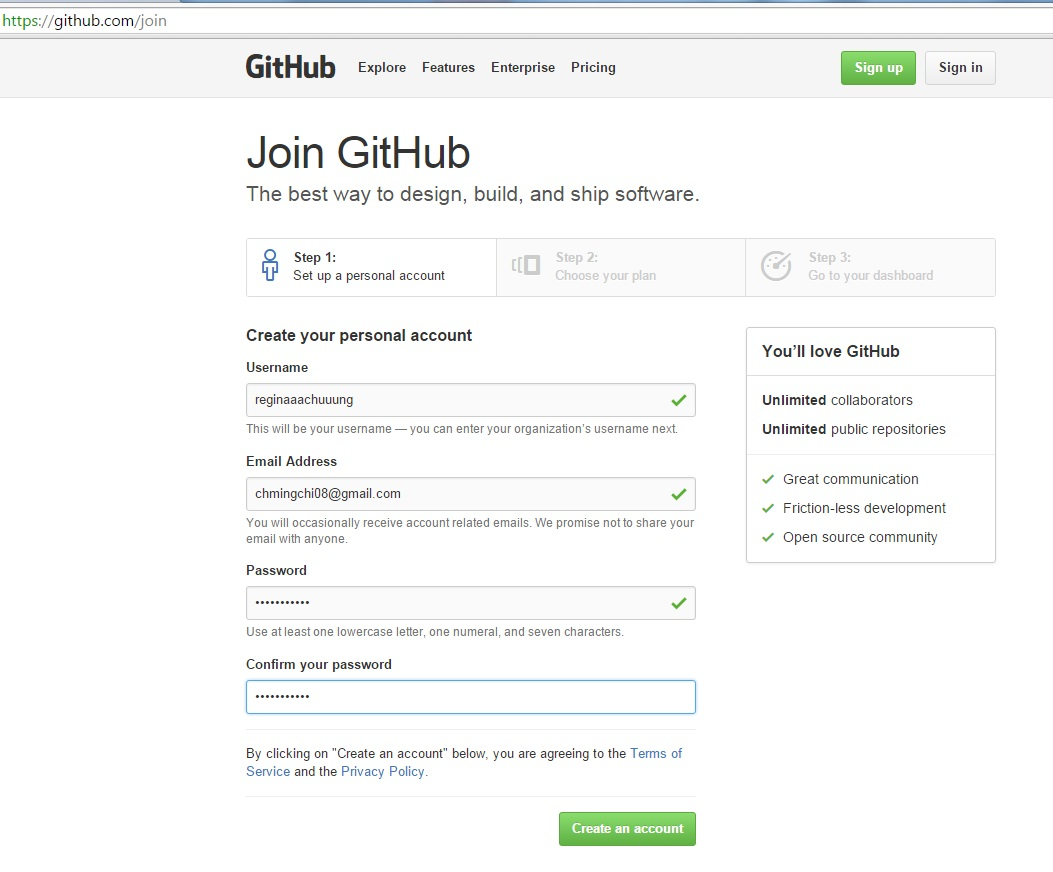 https://github.com/join
GitHub Explore Features Enterprise Pricing Sign up Sign in
Join GitHub
The best way to design, build, and ship software.
Step 1:
Set up a personal account
Step 2:
Choose your plan
Step 3:
Go to your dashboard
Create your personal account
Username
reginaaachuuung
This will be your username — you can enter your organization's username next.
Email Address
chmingchi08@gmail.com
You will occasionally receive account related emails. We promise not to share your
email with anyone.
Password
•••••••••••
Use at least one lowercase letter, one numeral, and seven characters.
Confirm your password
•••••••••••
By clicking on "Create an account" below, you are agreeing to the Terms of
Service and the Privacy Policy.
Create an account
You'll love GitHub
Unlimited collaborators
Unlimited public repositories
Great communication
Friction-less development
Open source community